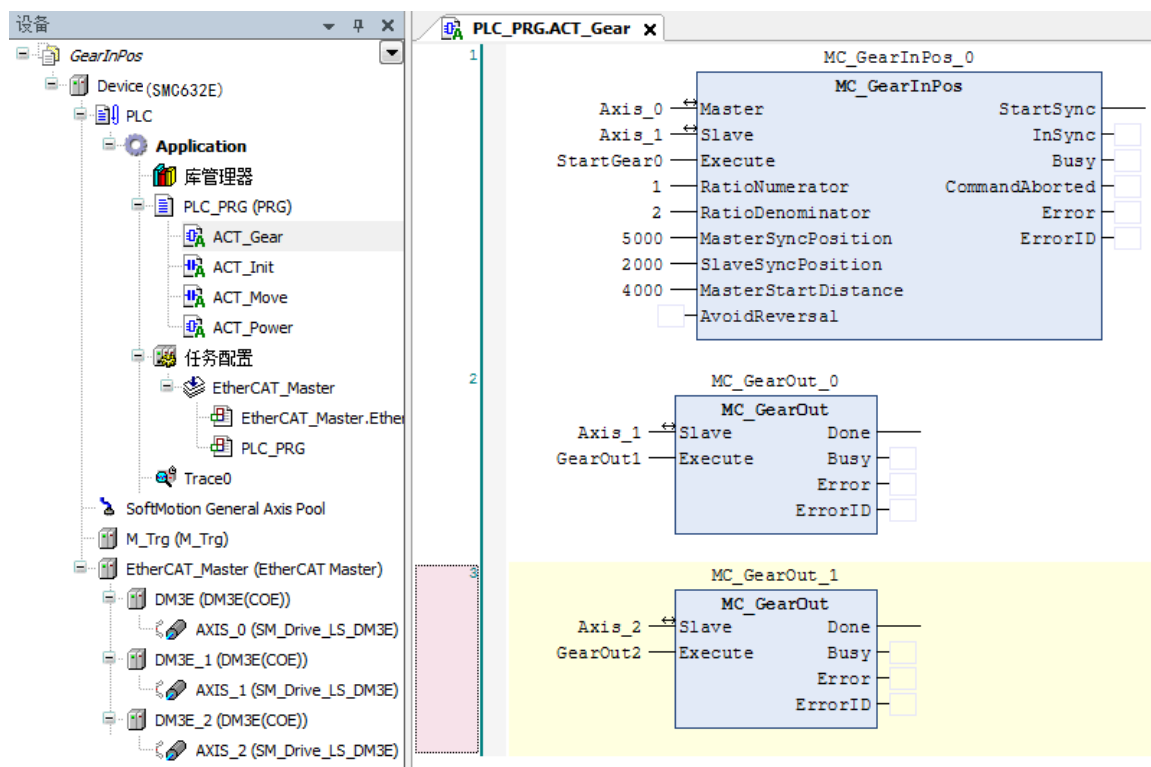 设备
GearInPos
Device (SMC632E)
PLC
Application
库管理器
PLC_PRG (PRG)
ACT_Gear
ACT_Init
ACT_Move
ACT_Power
任务配置
EtherCAT_Master
EtherCAT_Master.Ether
PLC_PRG
Trace0
SoftMotion General Axis Pool
M_Trg (M_Trg)
EtherCAT_Master (EtherCAT Master)
DM3E (DM3E(COE))
AXIS_0 (SM_Drive_LS_DM3E)
DM3E_1 (DM3E(COE))
AXIS_1 (SM_Drive_LS_DM3E)
DM3E_2 (DM3E(COE))
AXIS_2 (SM_Drive_LS_DM3E)
PLC_PRG.ACT_Gear
1
MC_GearInPos_0
MC_GearInPos
Axis_0 Master StartSync
Axis_1 Slave InSync
StartGear0 Execute Busy
1 RatioNumerator CommandAborted
2 RatioDenominator Error
5000 MasterSyncPosition ErrorID
2000 SlaveSyncPosition
4000 MasterStartDistance
AvoidReversal
2
MC_GearOut_0
MC_GearOut
Axis_1 Slave Done
GearOut1 Execute Busy
Error
ErrorID
3
MC_GearOut_1
MC_GearOut
Axis_2 Slave Done
GearOut2 Execute Busy
Error
ErrorID